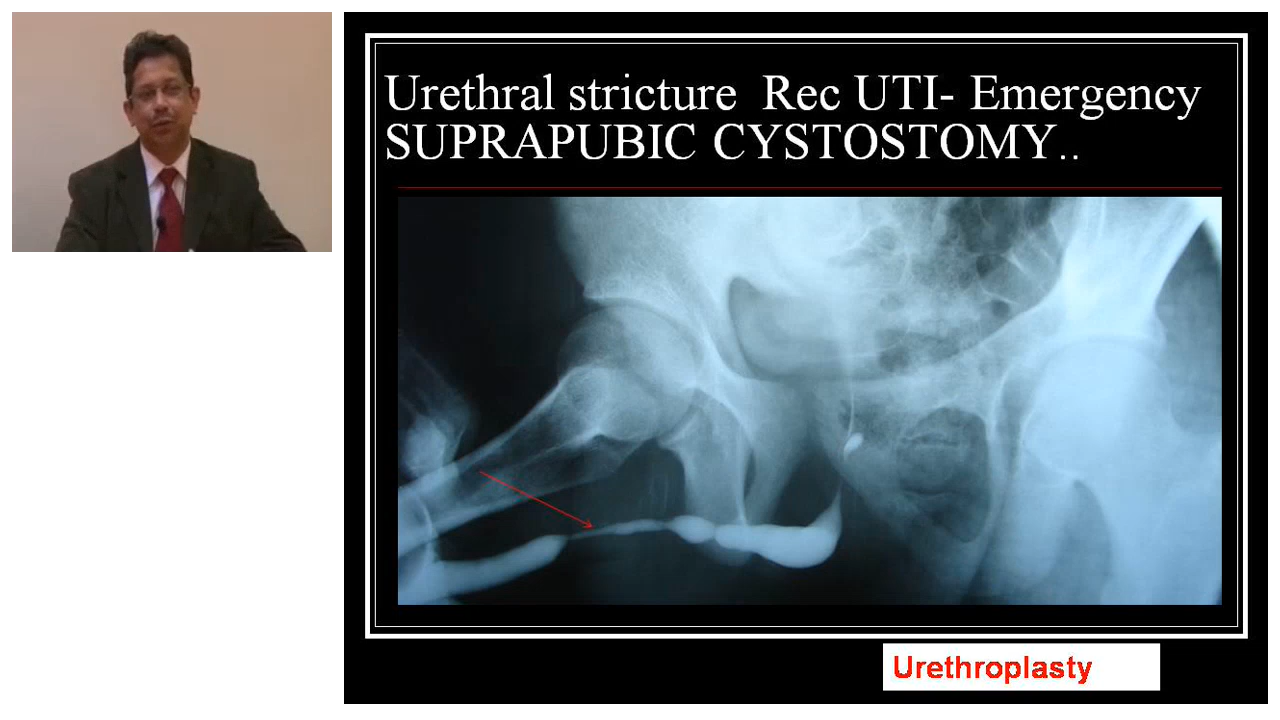 Urethral stricture Rec UTI- Emergency
SUPRAPUBIC CYSTOSTOMY..
Urethroplasty